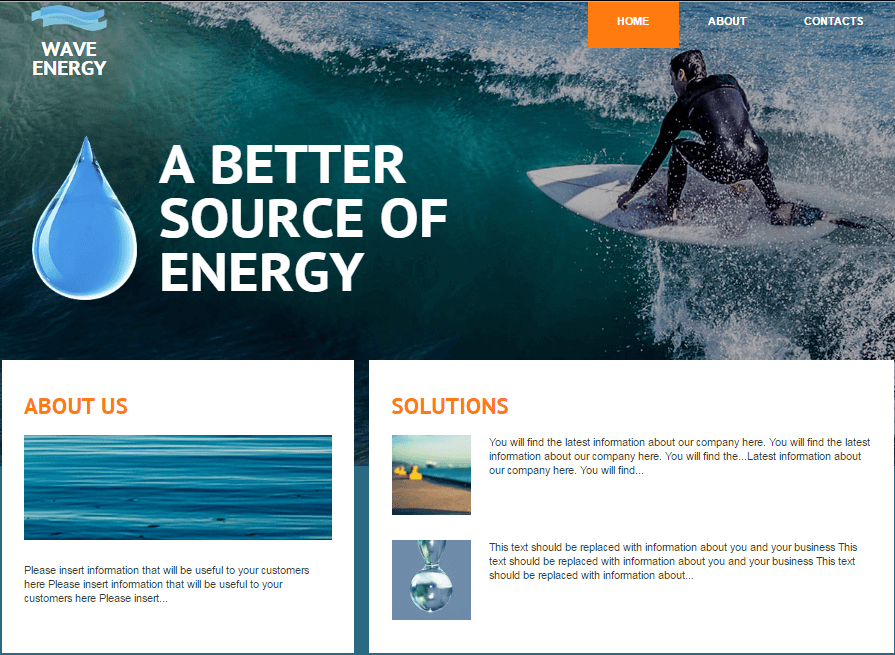 WAVE
ENERGY
HOME
ABOUT
CONTACTS
A BETTER
SOURCE OF
ENERGY
ABOUT US
Please insert information that will be useful to your customers
here Please insert information that will be useful to your
customers here Please insert...
SOLUTIONS
You will find the latest information about our company here. You will find the latest
information about our company here. You will find the...Latest information about
our company here. You will find...
This text should be replaced with information about you and your business This
text should be replaced with information about you and your business This text
should be replaced with information about...